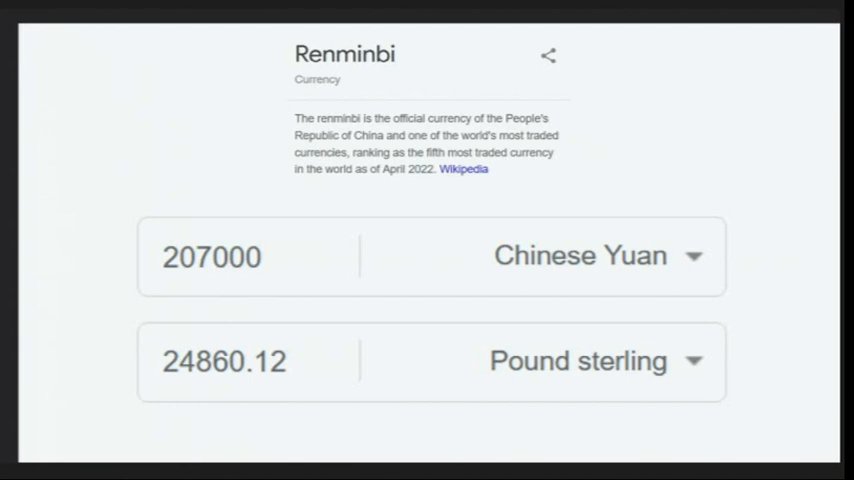 Renminbi
Currency
The renminbi is the official currency of the People's
Republic of China and one of the world's most traded
currencies, ranking as the fifth most traded currency
in the world as of April 2022. Wikipedia
207000 Chinese Yuan
24860.12 Pound sterling